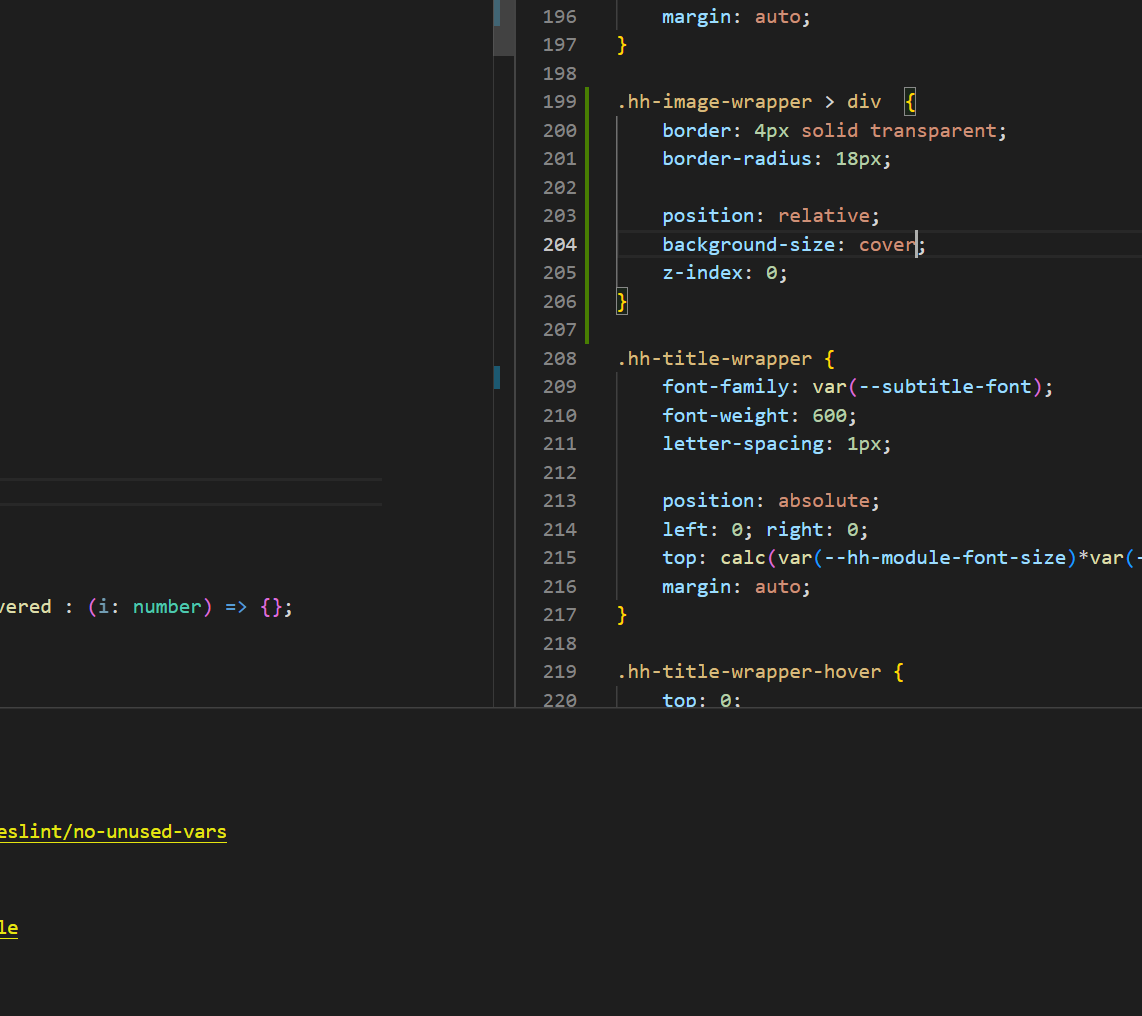 196 margin: auto;
197 }
198
199 .hh-image-wrapper > div  {
200 border: 4px solid transparent;
201 border-radius: 18px;
202
203 position: relative;
204 background-size: cover;
205 z-index: 0;
206 }
207
208 .hh-title-wrapper {
209 font-family: var(--subtitle-font);
210 font-weight: 600;
211 letter-spacing: 1px;
212
213 position: absolute;
214 left: 0; right: 0;
215 top: calc(var(--hh-module-font-size)*var(-
216 margin: auto;
217 }
218
219 .hh-title-wrapper-hover {
220 top: 0;
vered : (i: number) => {};
eslint/no-unused-vars
le